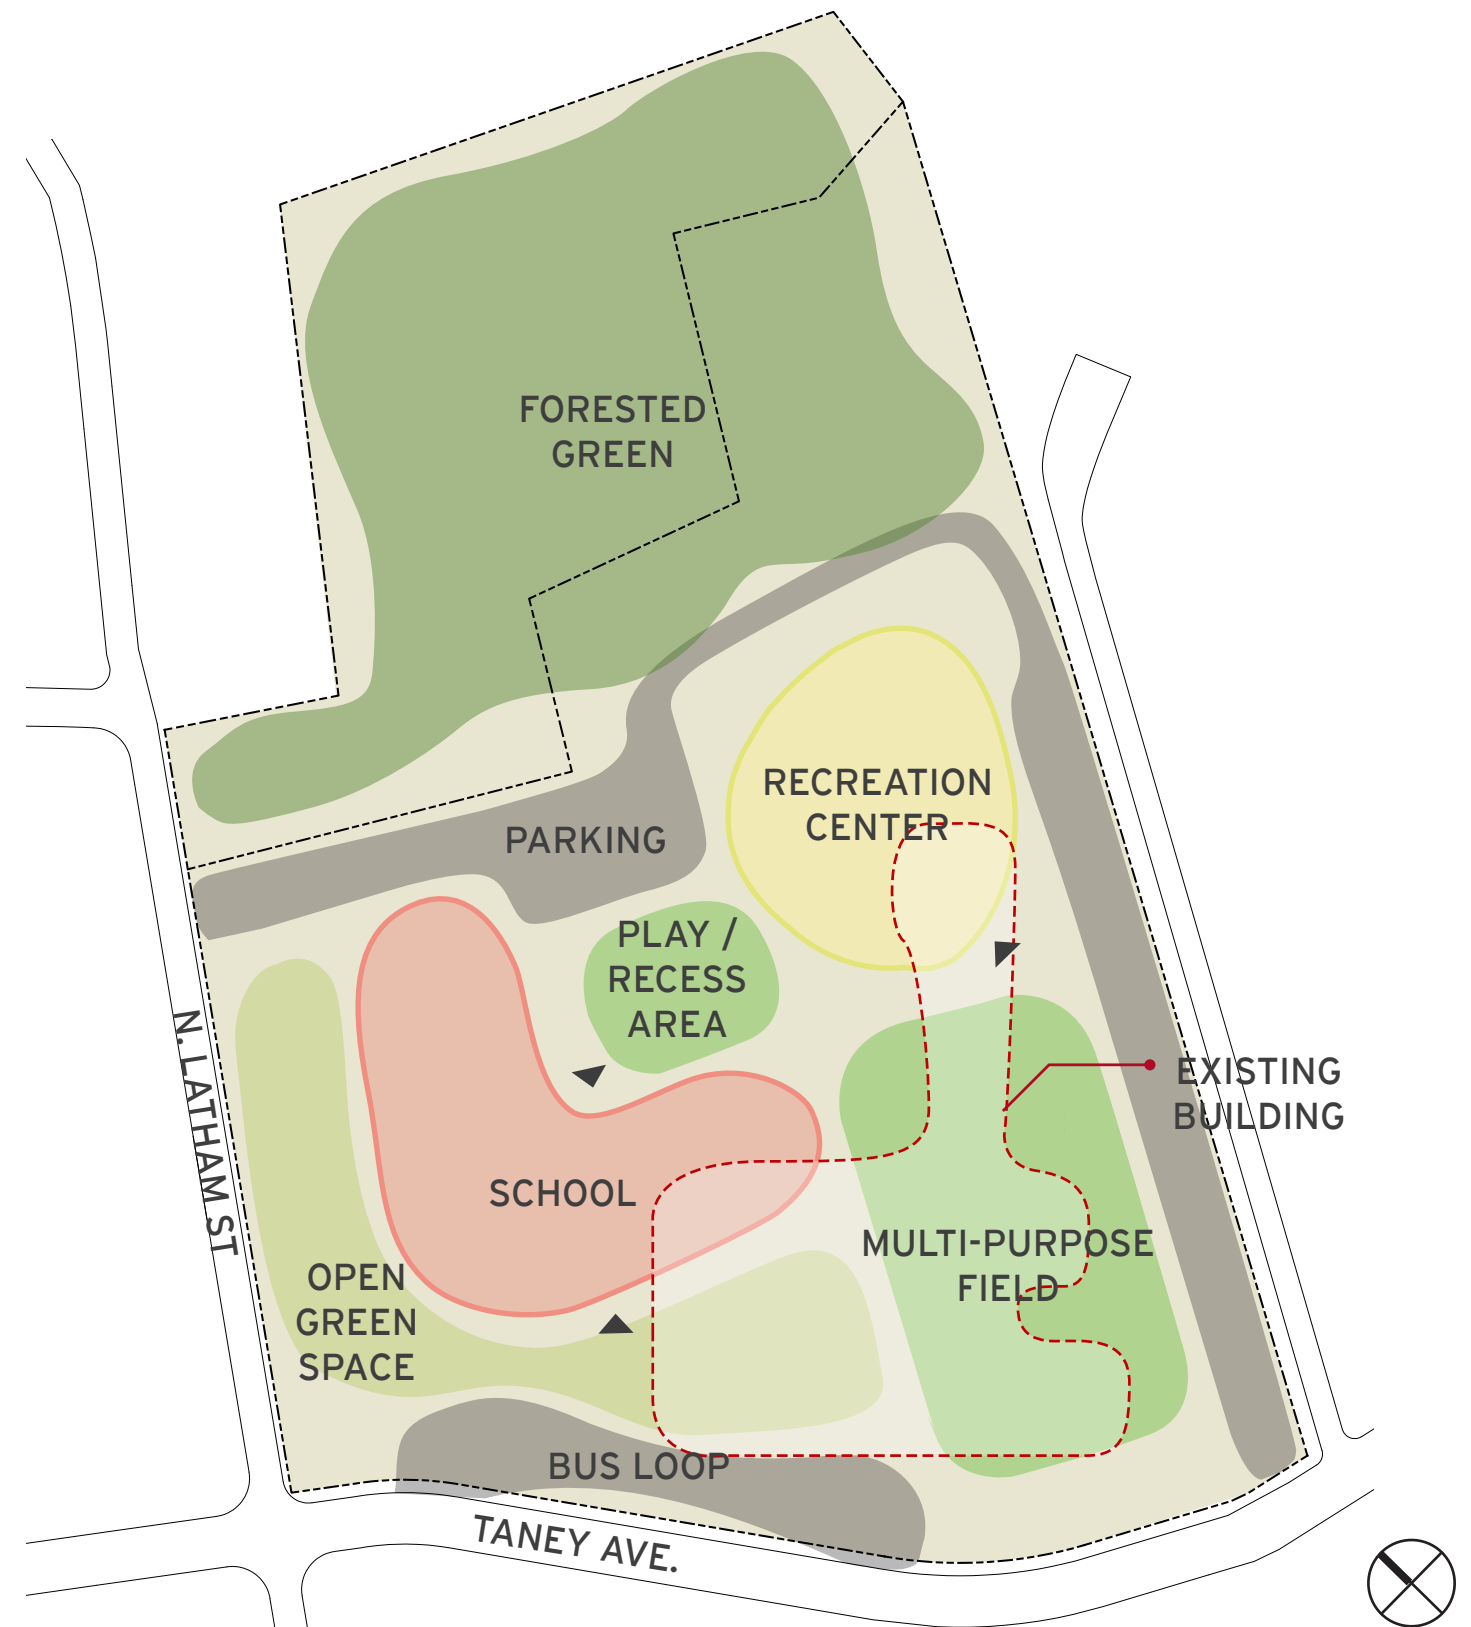 FORESTED
GREEN
RECREATION
CENTER
PARKING
PLAY /
RECESS
AREA
N. LATHAM ST
EXISTING
BUILDING
SCHOOL
MULTI-PURPOSE
FIELD
OPEN
GREEN
SPACE
BUS LOOP
TANEY AVE.